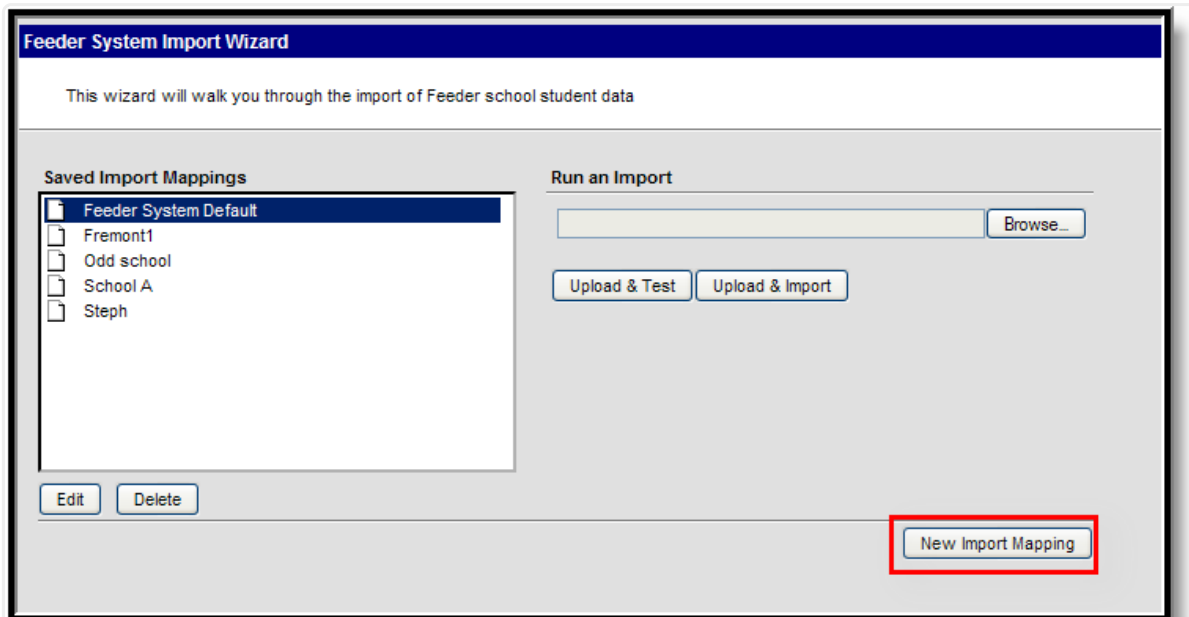 Feeder System Import Wizard
This wizard will walk you through the import of Feeder school student data
Saved Import Mappings
Feeder System Default
Fremont1
Odd school
School A
Steph
Edit Delete
Run an Import
Browse...
Upload & Test Upload & Import
New Import Mapping